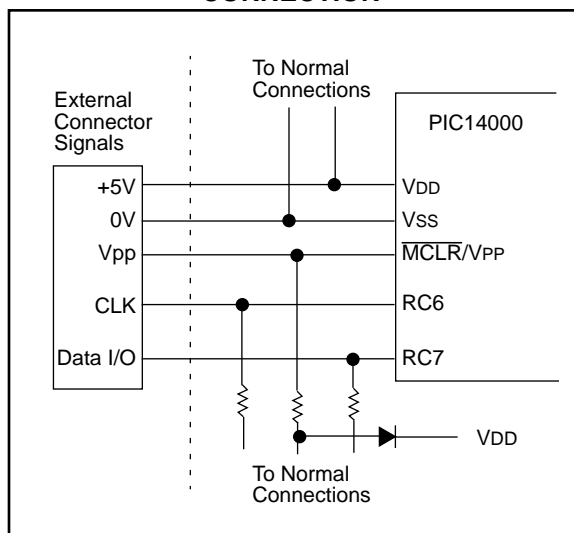 To Normal
Connections
External
Connector
Signals
PIC14000
+5V
VDD
0V
VSS
Vpp
MCLR/VPP
CLK
RC6
Data I/O
RC7
VDD
To Normal
Connections